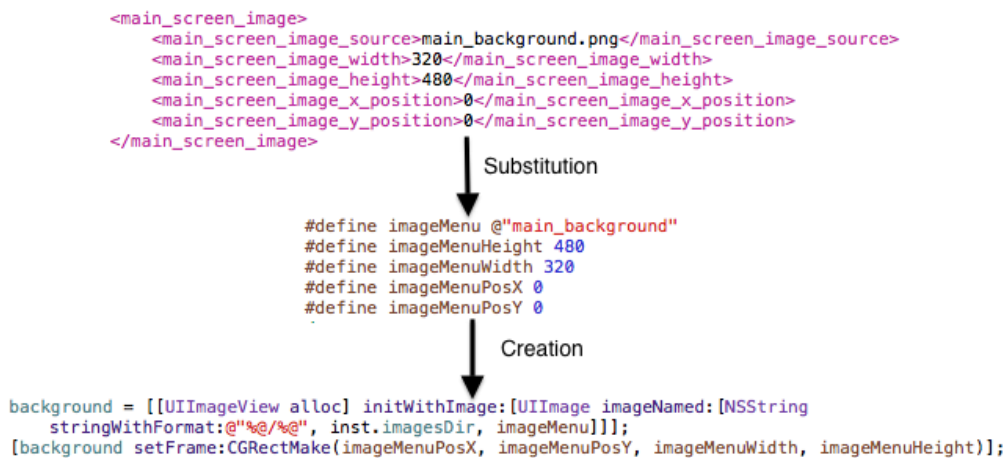 <main_screen_image>
<main_screen_image_source>main_background.png</main_screen_image_source>
<main_screen_image_width>320</main_screen_image_width>
<main_screen_image_height>480</main_screen_image_height>
<main_screen_image_x_position>0</main_screen_image_x_position>
<main_screen_image_y_position>0</main_screen_image_y_position>
</main_screen_image>
Substitution
#define imageMenu @"main_background"
#define imageMenuHeight 480
#define imageMenuWidth 320
#define imageMenuPosX 0
#define imageMenuPosY 0
Creation
background = [[UIImageView alloc] initWithImage:[UIImage imageNamed:[NSString
stringWithFormat:@"%@/%@", inst.imagesDir, imageMenu]]];
[background setFrame:CGRectMake(imageMenuPosX, imageMenuPosY, imageMenuWidth, imageMenuHeight)];